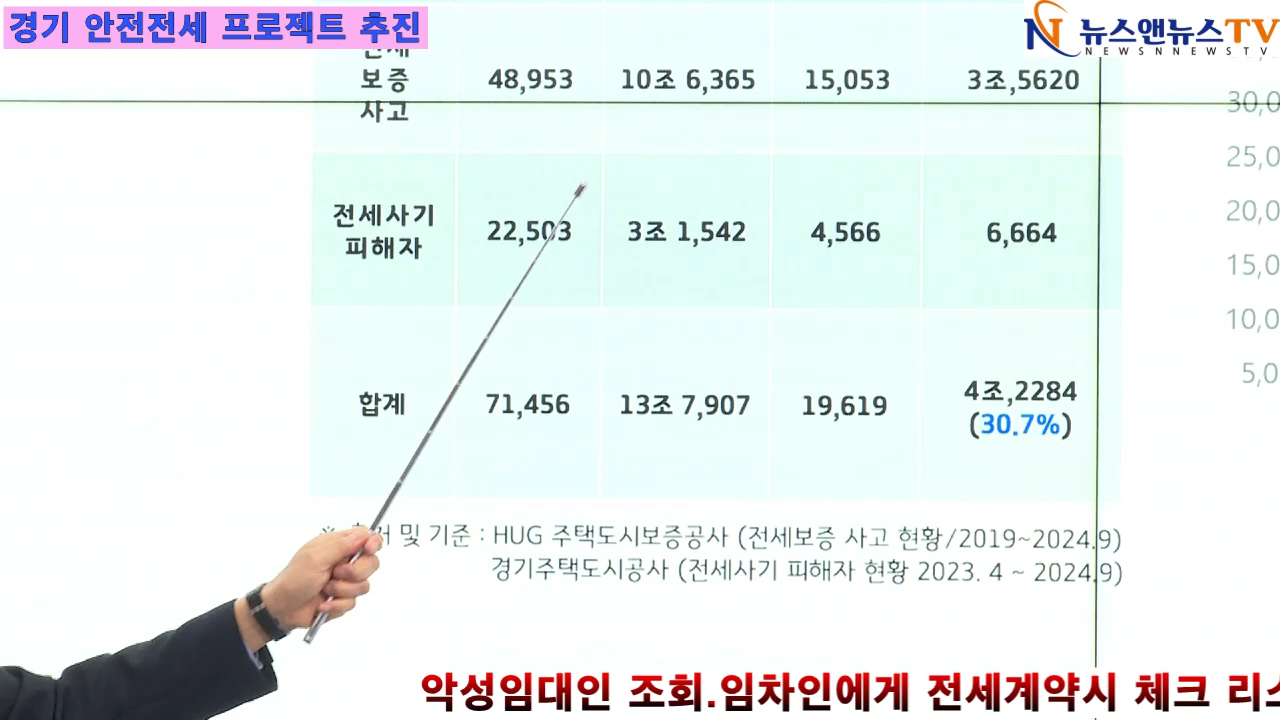 경기 안전전세 프로젝트 추진
뉴스앤뉴스TV
NEWSNNEWSTV
보증
사고
48,953
10조 6,365
15,053
3조,5620
30,0
25,0
20,0
15,0
10,0
5,0
전세사기
피해자
22,503
3조 1,542
4,566
6,664
합계
71,456
13조 7,907
19,619
4조,2284
(30.7%)
및 기준 : HUG 주택도시보증공사 (전세보증 사고 현황/2019~2024.9)
경기주택도시공사 (전세사기 피해자 현황 2023. 4 ~ 2024.9)
악성임대인 조회.임차인에게 전세계약시 체크